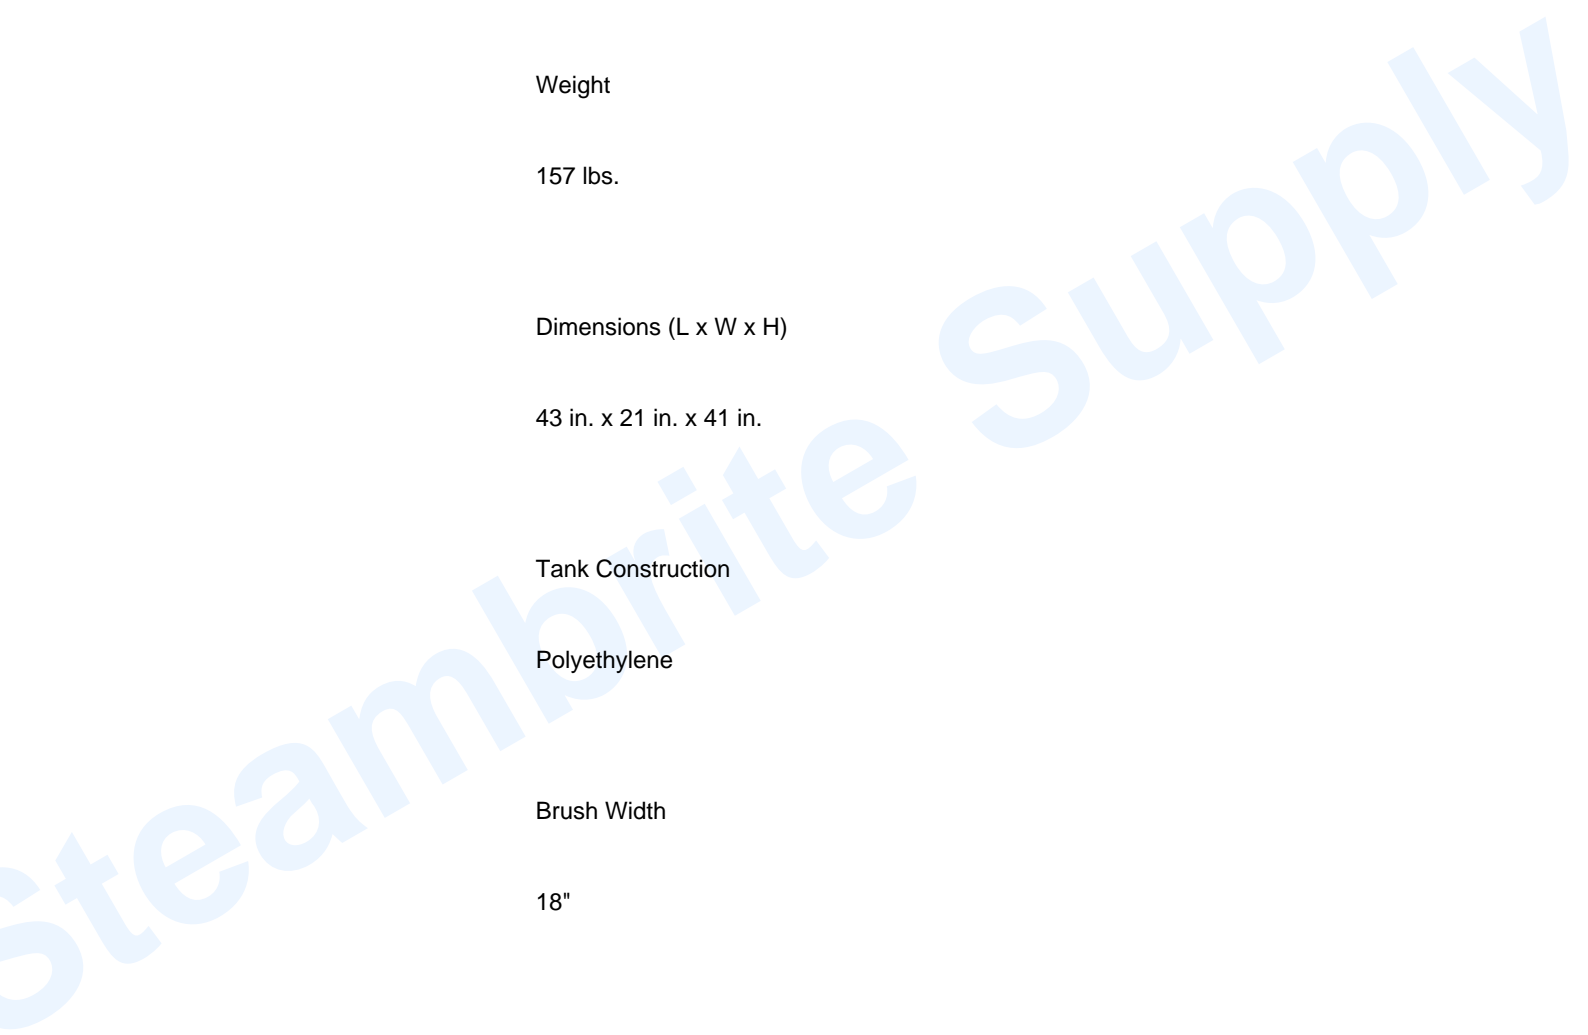 Weight
157 lbs.
Dimensions (L x W x H)
43 in. x 21 in. x 41 in.
Tank Construction
Polyethylene
Brush Width
18"
Steambrite Supply